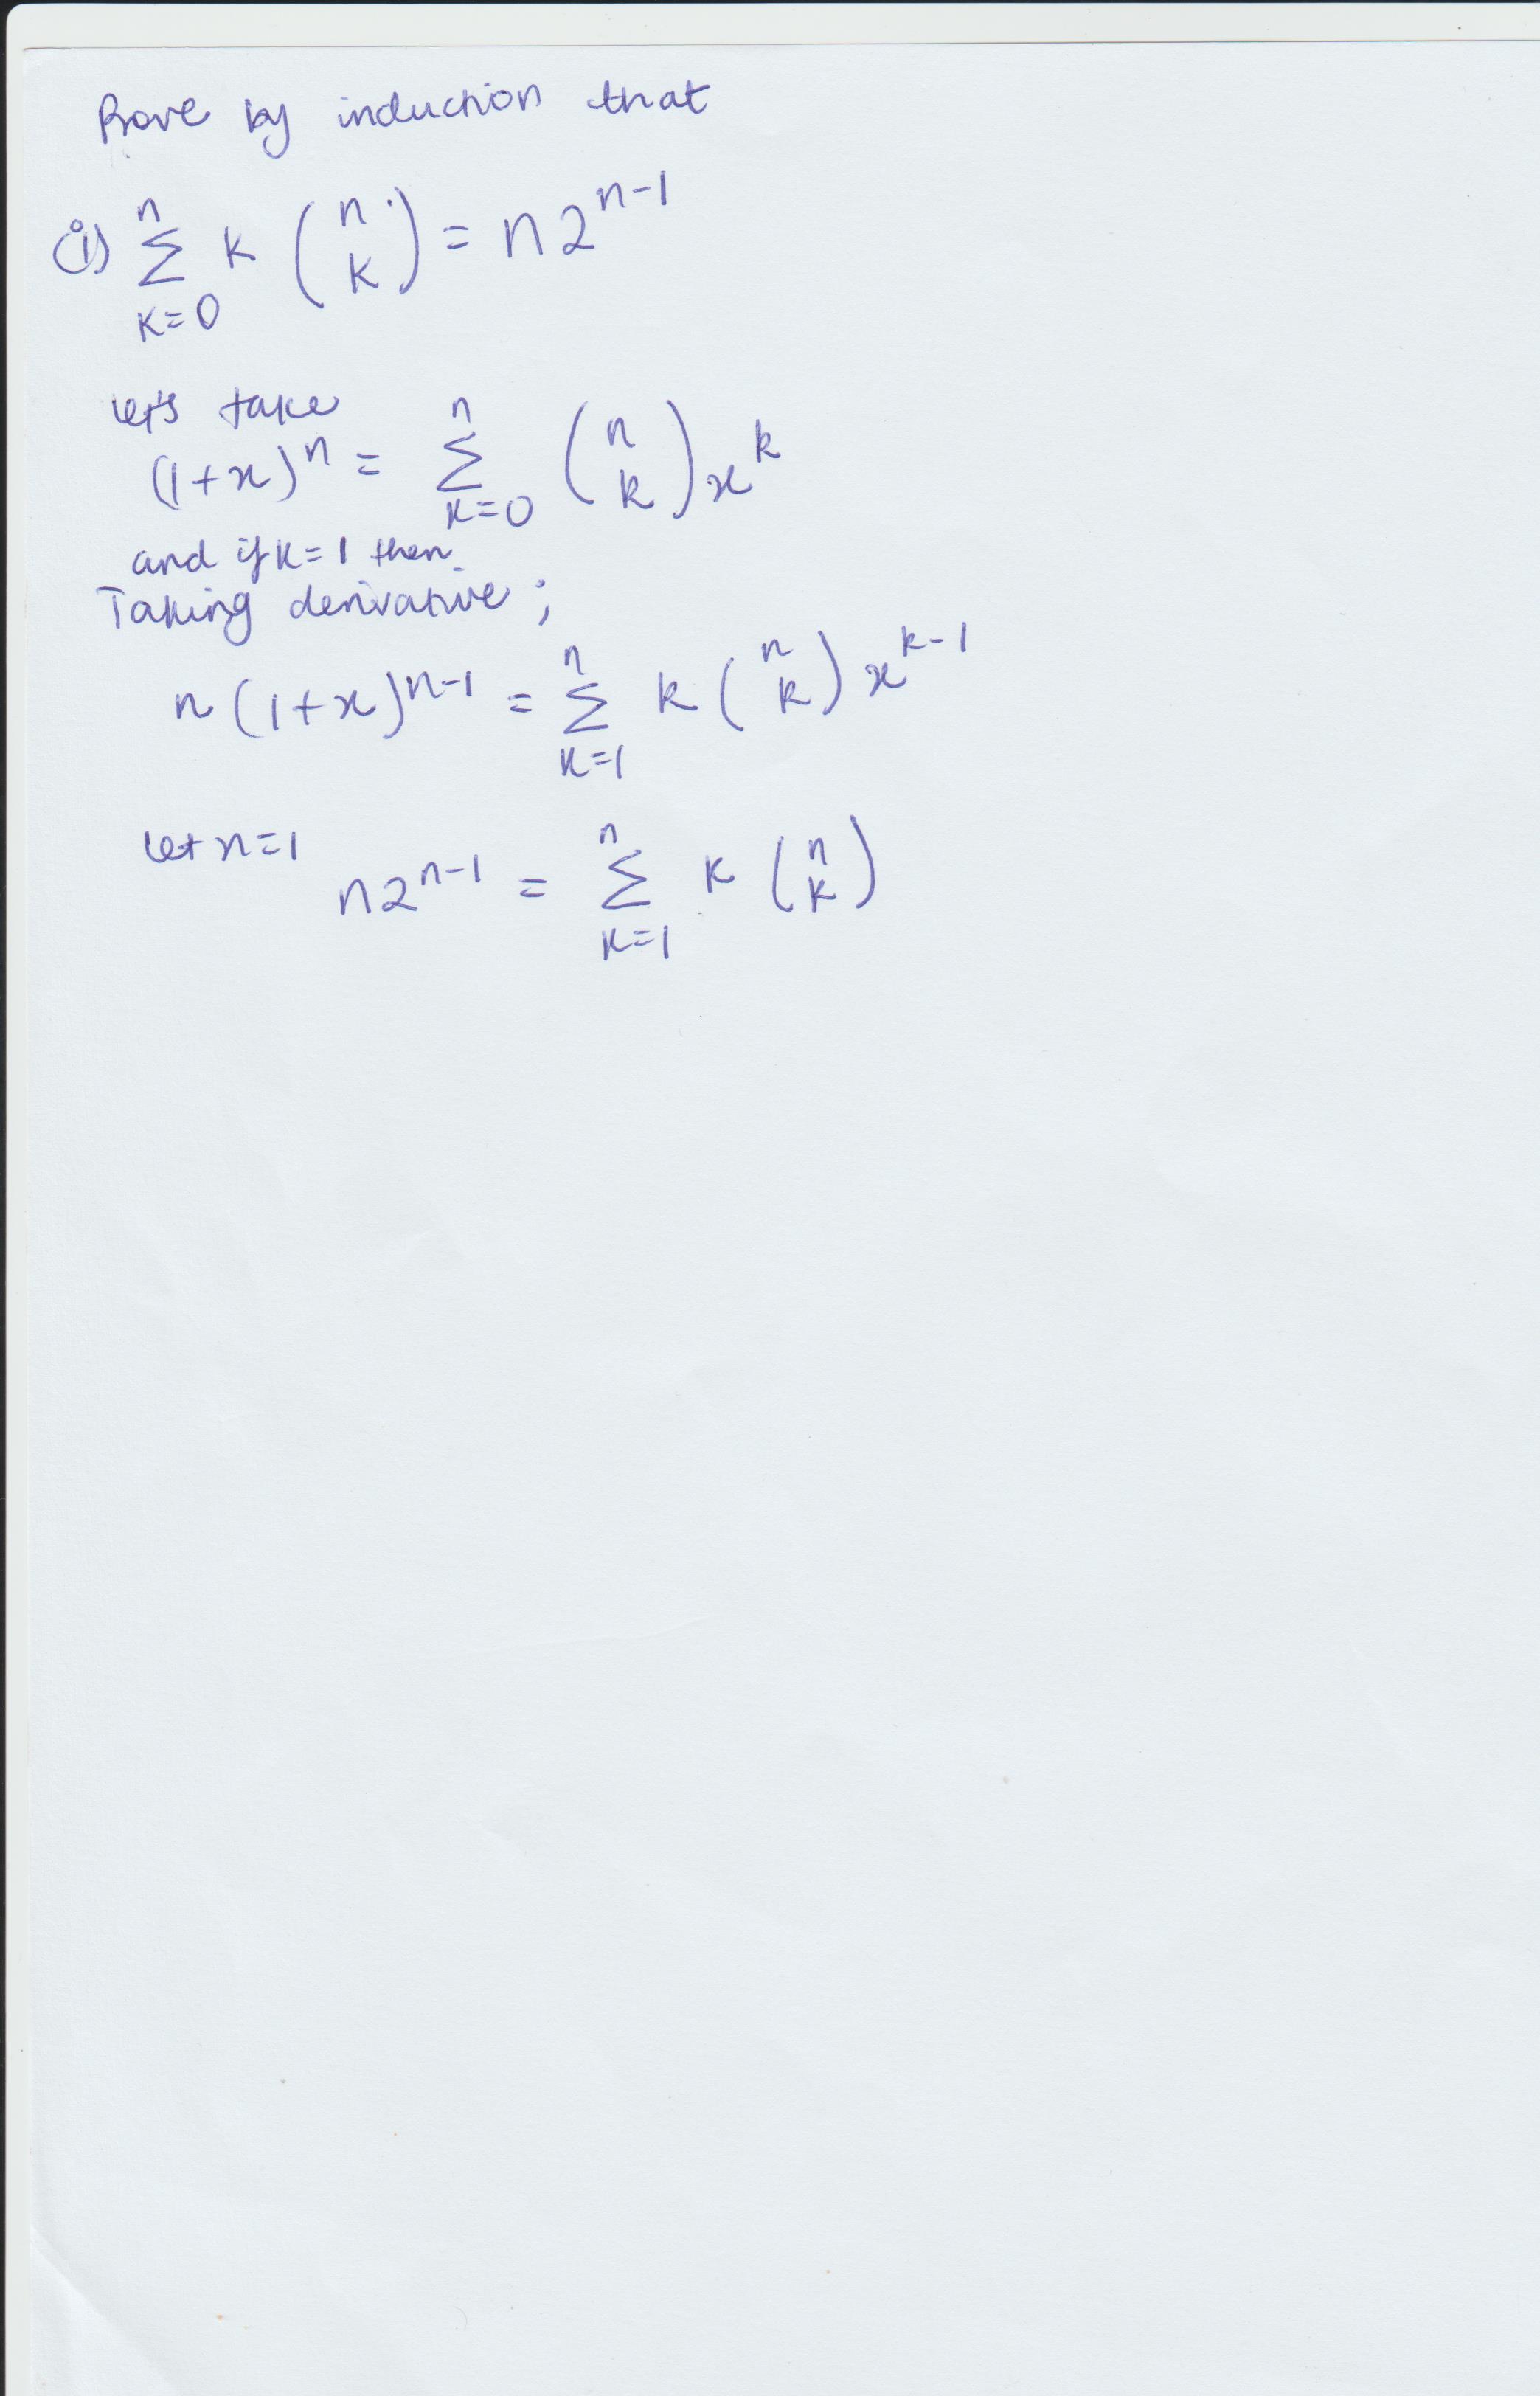 Prove by induction that
(i) $\sum_{k=0}^{n} k \binom{n}{k} = n2^{n-1}$
let's take
$(1+x)^n = \sum_{k=0}^{n} \binom{n}{k} x^k$
and if k=1 then
Taking derivative;
$n(1+x)^{n-1} = \sum_{k=1}^{n} k \binom{n}{k} x^{k-1}$
let x=1
$n2^{n-1} = \sum_{k=1}^{n} k \binom{n}{k}$